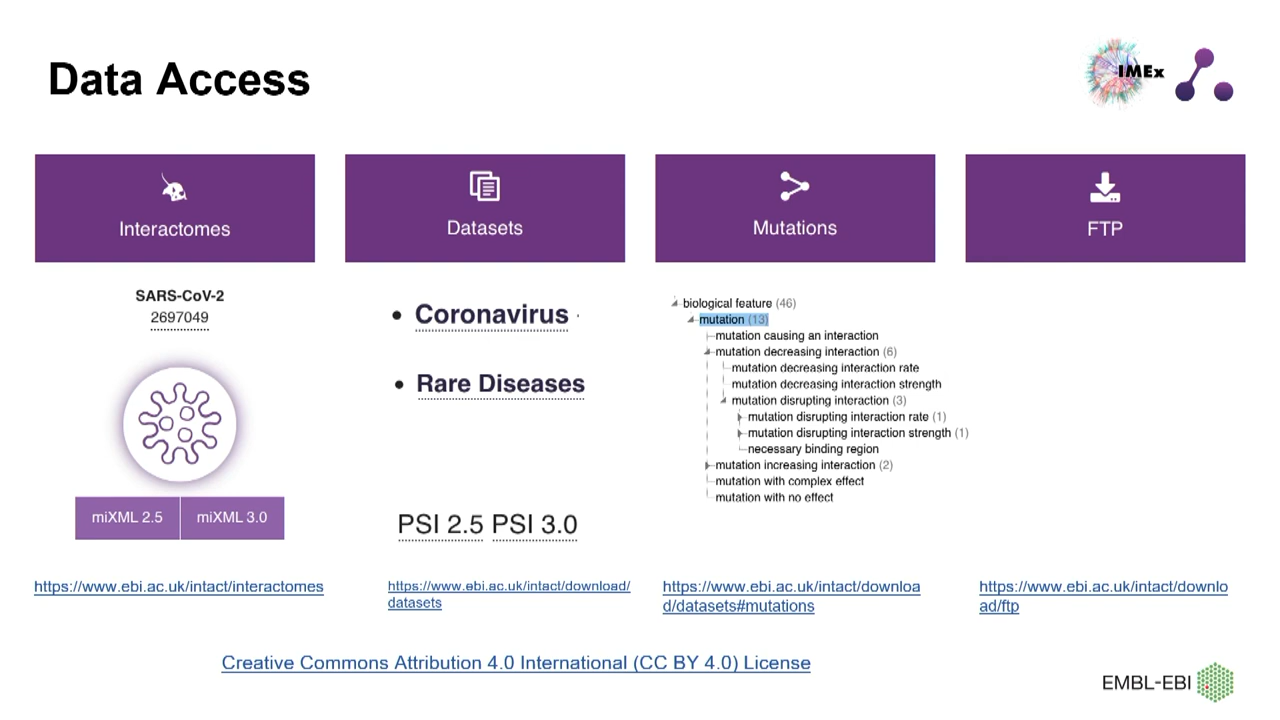 Data Access
IMEx
Interactomes
SARS-CoV-2
2697049
miXML 2.5 miXML 3.0
https://www.ebi.ac.uk/intact/interactomes
Datasets
• Coronavirus
• Rare Diseases
PSI 2.5 PSI 3.0
https://www.ebi.ac.uk/intact/download/
datasets
Mutations
biological feature (46)
mutation (13)
mutation causing an interaction
mutation decreasing interaction (6)
mutation decreasing interaction rate
mutation decreasing interaction strength
mutation disrupting interaction (3)
mutation disrupting interaction rate (1)
mutation disrupting interaction strength (1)
necessary binding region
mutation increasing interaction (2)
mutation with complex effect
mutation with no effect
https://www.ebi.ac.uk/intact/downloa
d/datasets#mutations
FTP
https://www.ebi.ac.uk/intact/downlo
ad/ftp
Creative Commons Attribution 4.0 International (CC BY 4.0) License
EMBL-EBI